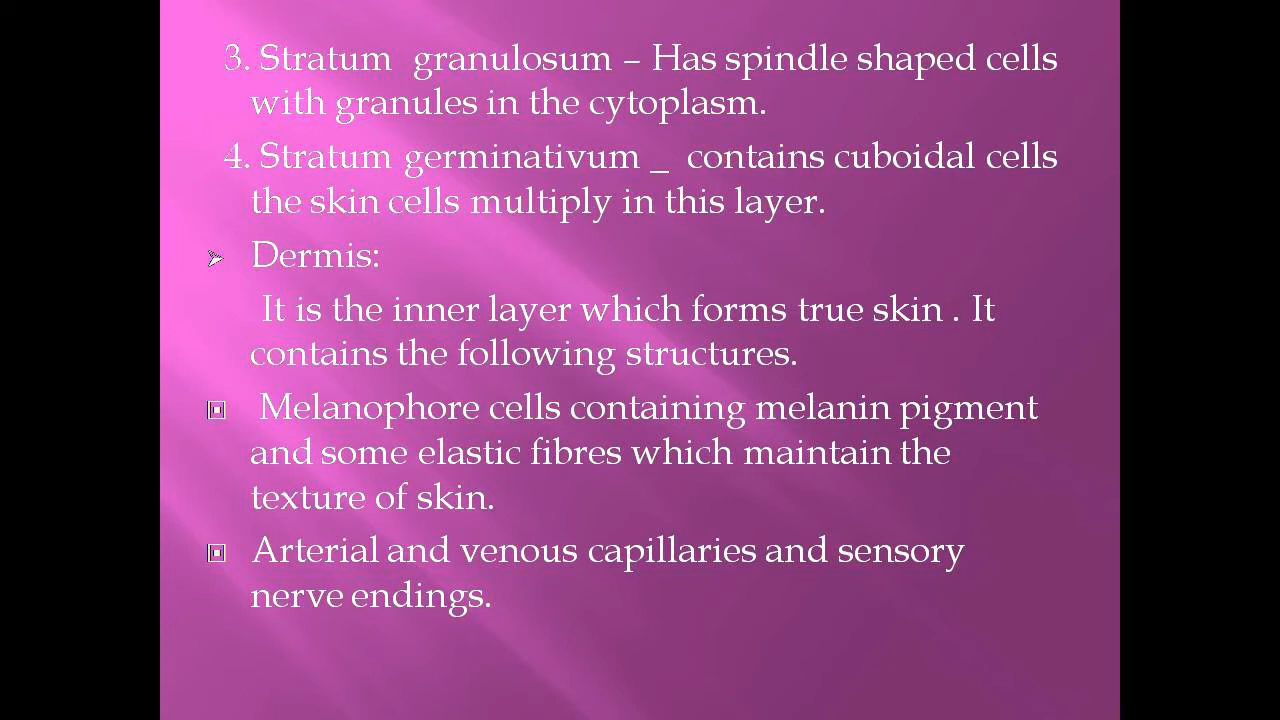 3. Stratum granulosum – Has spindle shaped cells
with granules in the cytoplasm.
4. Stratum germinativum _ contains cuboidal cells
the skin cells multiply in this layer.
Dermis:
It is the inner layer which forms true skin . It
contains the following structures.
Melanophore cells containing melanin pigment
and some elastic fibres which maintain the
texture of skin.
Arterial and venous capillaries and sensory
nerve endings.